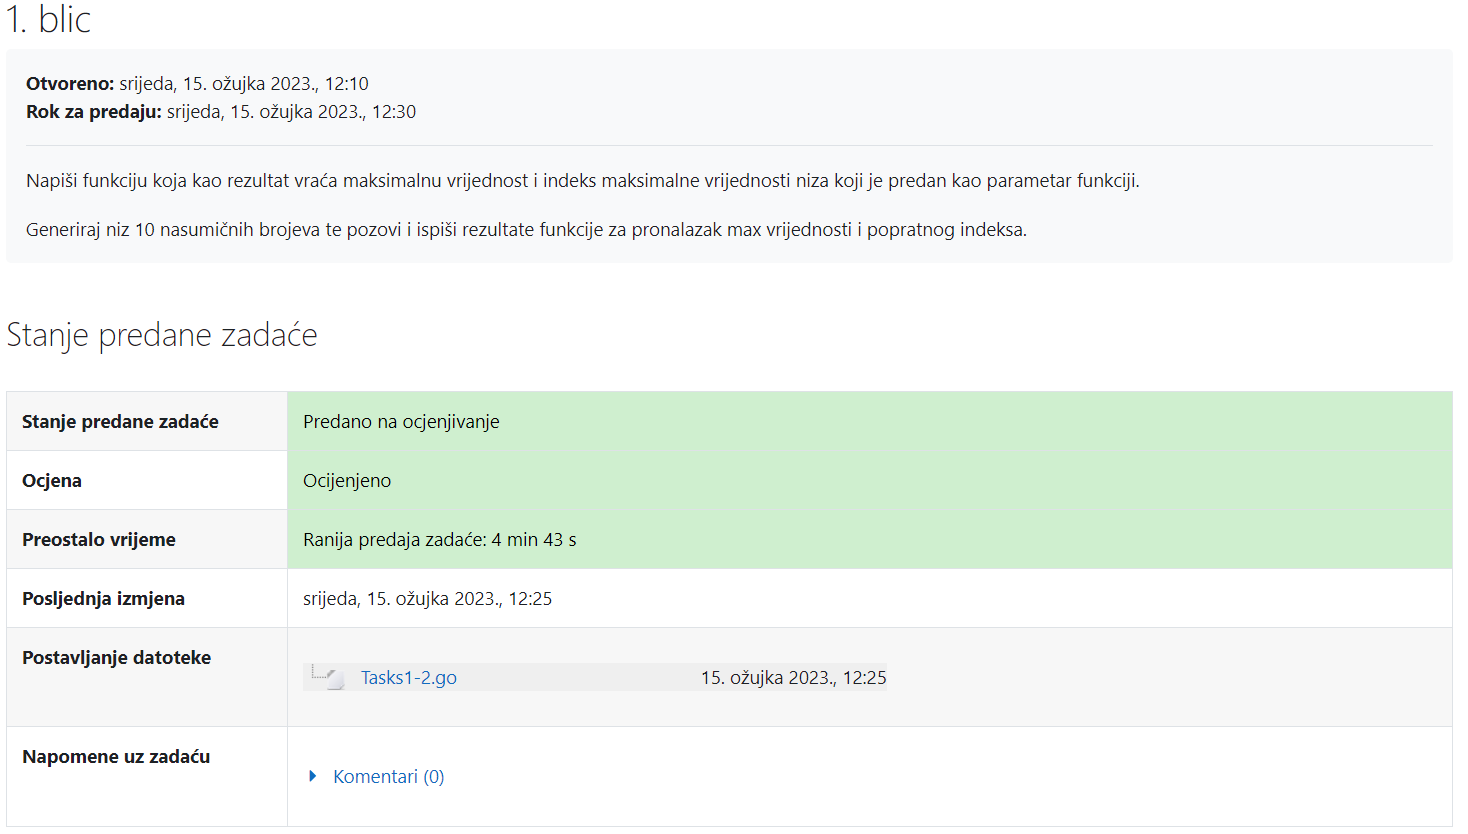 1. blic
Otvoreno: srijeda, 15. ožujka 2023., 12:10
Rok za predaju: srijeda, 15. ožujka 2023., 12:30
Napiši funkciju koja kao rezultat vraća maksimalnu vrijednost i indeks maksimalne vrijednosti niza koji je predan kao parametar funkciji.
Generiraj niz 10 nasumičnih brojeva te pozovi i ispiši rezultate funkcije za pronalazak max vrijednosti i popratnog indeksa.
Stanje predane zadaće
Stanje predane zadaće Predano na ocjenjivanje
Ocjena Ocijenjeno
Preostalo vrijeme Ranija predaja zadaće: 4 min 43 s
Posljednja izmjena srijeda, 15. ožujka 2023., 12:25
Postavljanje datoteke
Tasks1-2.go 15. ožujka 2023., 12:25
Napomene uz zadaću
Komentari (0)